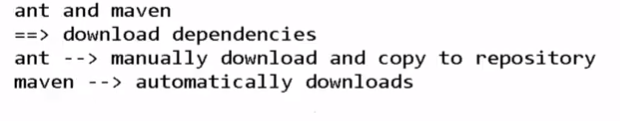 ant and maven
==> download dependencies
ant --> manually download and copy to repository
maven --> automatically downloads